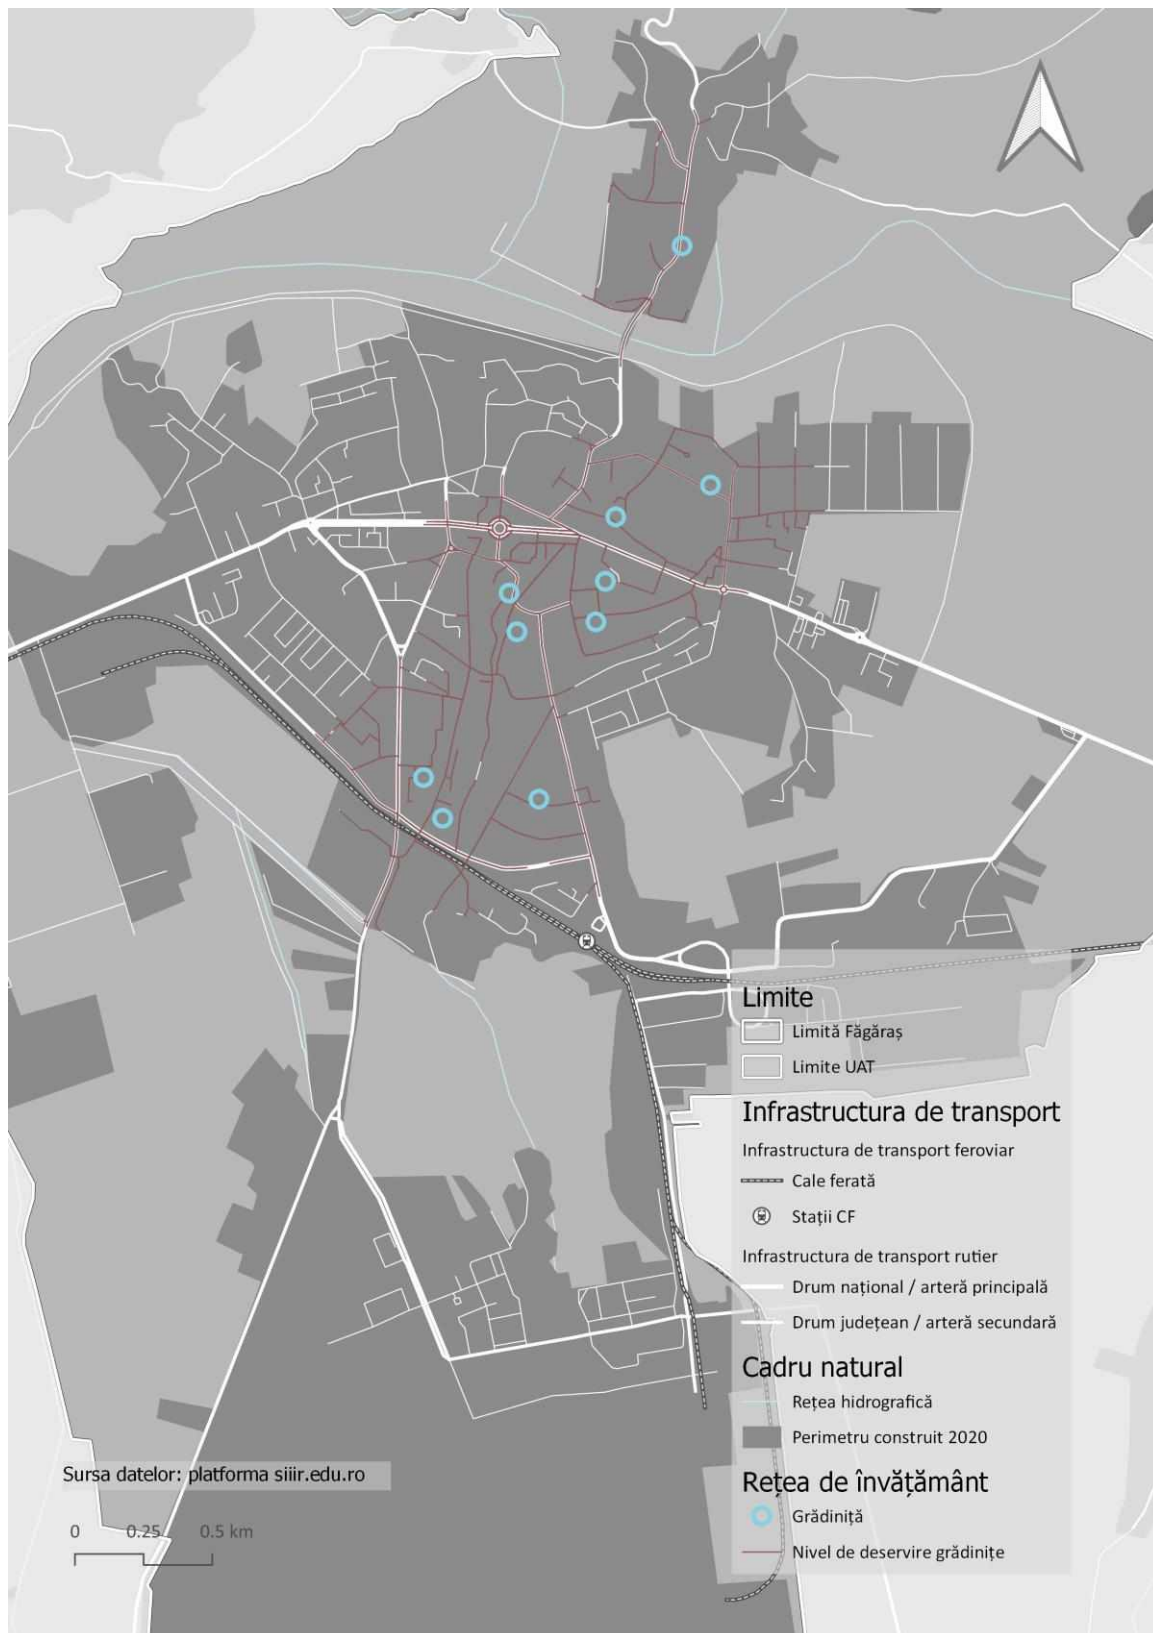 Limite
Limită Făgăraș
Limite UAT
Infrastructura de transport
Infrastructura de transport feroviar
Cale ferată
Stații CF
Infrastructura de transport rutier
Drum național / arteră principală
Drum județean / arteră secundară
Cadru natural
Rețea hidrografică
Perimetru construit 2020
Rețea de învățământ
Grădiniță
Nivel de deservire grădinițe
Sursa datelor: platforma siiir.edu.ro
0 0.25 0.5 km